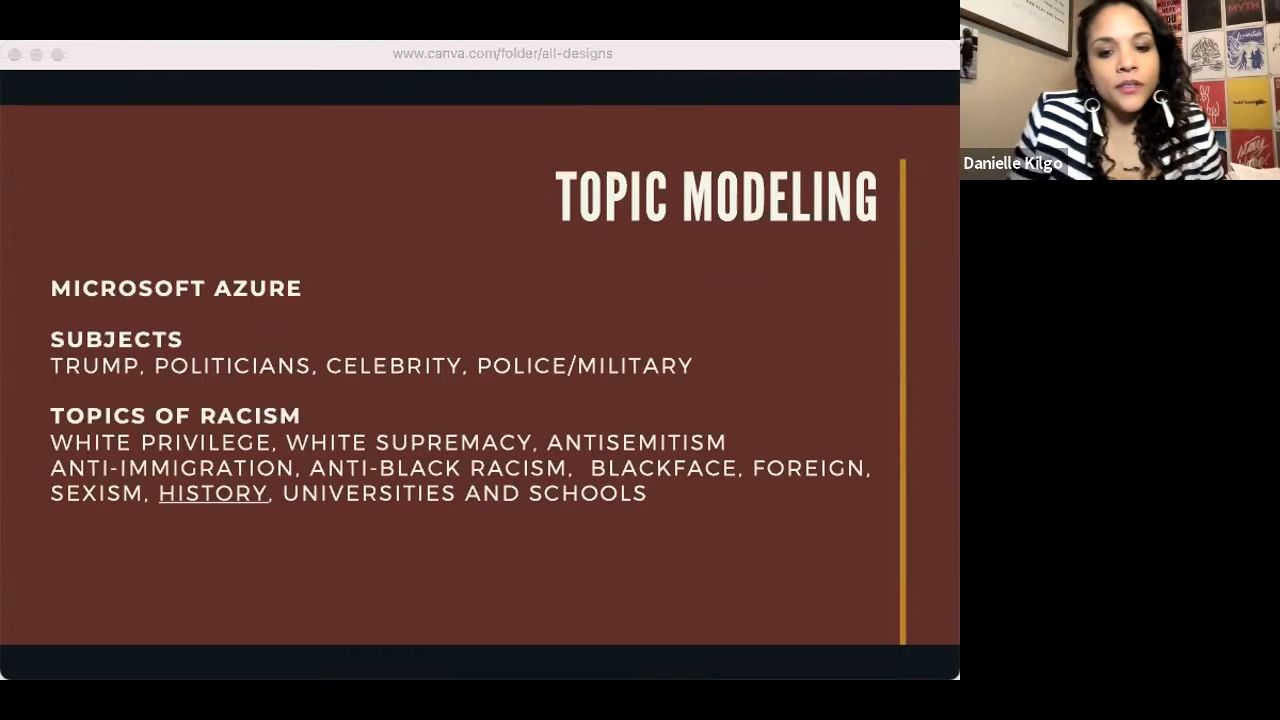 www.canva.com/folder/all-designs
TOPIC MODELING
MICROSOFT AZURE
SUBJECTS
TRUMP, POLITICIANS, CELEBRITY, POLICE/MILITARY
TOPICS OF RACISM
WHITE PRIVILEGE, WHITE SUPREMACY, ANTISEMITISM
ANTI-IMMIGRATION, ANTI-BLACK RACISM, BLACKFACE, FOREIGN,
SEXISM, HISTORY, UNIVERSITIES AND SCHOOLS
MYTH
Danielle Kilgo